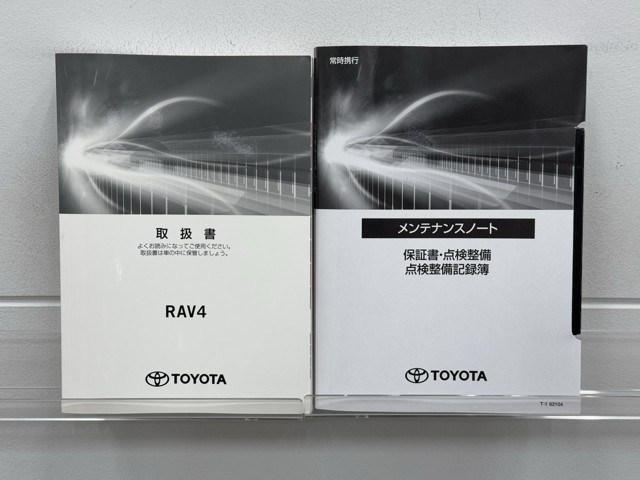 取扱書
よくお読みになってご使用ください。
取扱書は車の中に保管しましょう。
RAV4
TOYOTA
常時携行
メンテナンスノート
保証書・点検整備
点検整備記録簿
TOYOTA
T-Ⅰ 62104